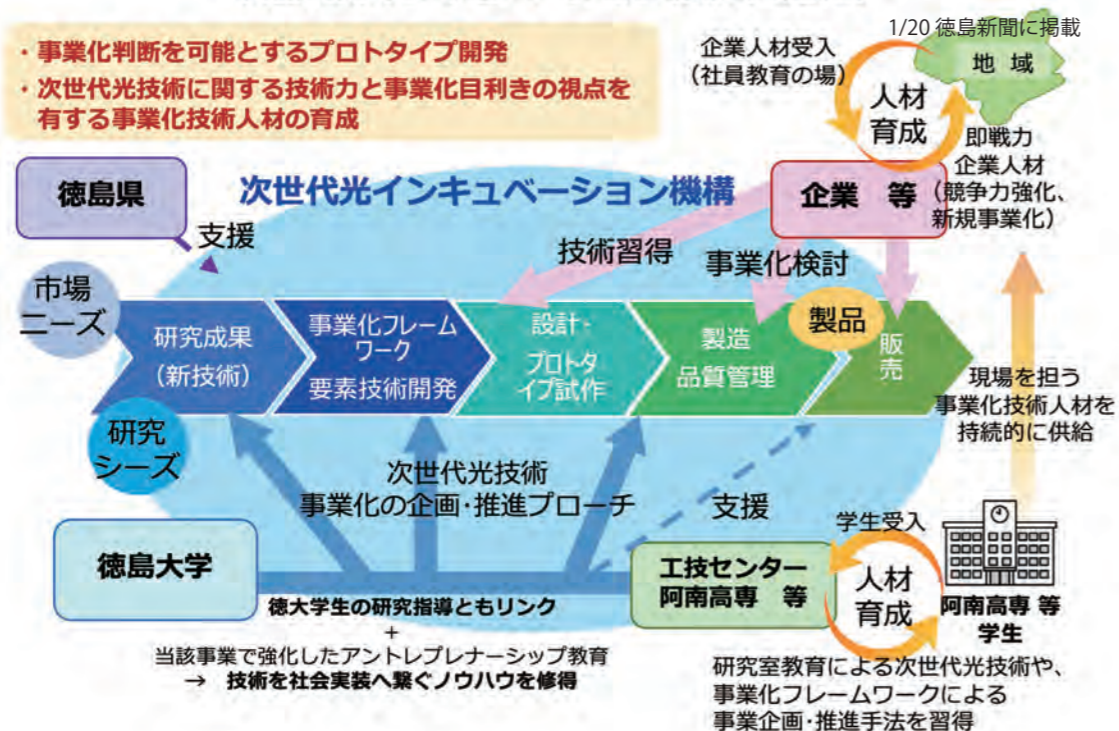 1/20 徳島新聞に掲載
・事業化判断を可能とするプロトタイプ開発
・次世代光技術に関する技術力と事業化目利きの視点を
有する事業化技術人材の育成
企業人材受入
（社員教育の場）
地 域
人材
育成
即戦力
企業人材
（競争力強化、
新規事業化）
徳島県
次世代光インキュベーション機構
企業 等
支援
技術習得
事業化検討
市場
ニーズ
製品
研究成果
（新技術）
事業化フレーム
ワーク
要素技術開発
設計・
プロトタ
イプ試作
製造
品質管理
販
売
研究
シーズ
現場を担う
事業化技術人材を
持続的に供給
次世代光技術
事業化の企画・推進プローチ
支援
学生受入
徳島大学
工技センター
阿南高専 等
人材
育成
阿南高専 等
学生
徳大学生の研究指導ともリンク
+
当該事業で強化したアントレプレナーシップ教育
→ 技術を社会実装へ繋ぐノウハウを修得
研究室教育による次世代光技術や、
事業化フレームワークによる
事業企画・推進手法を習得